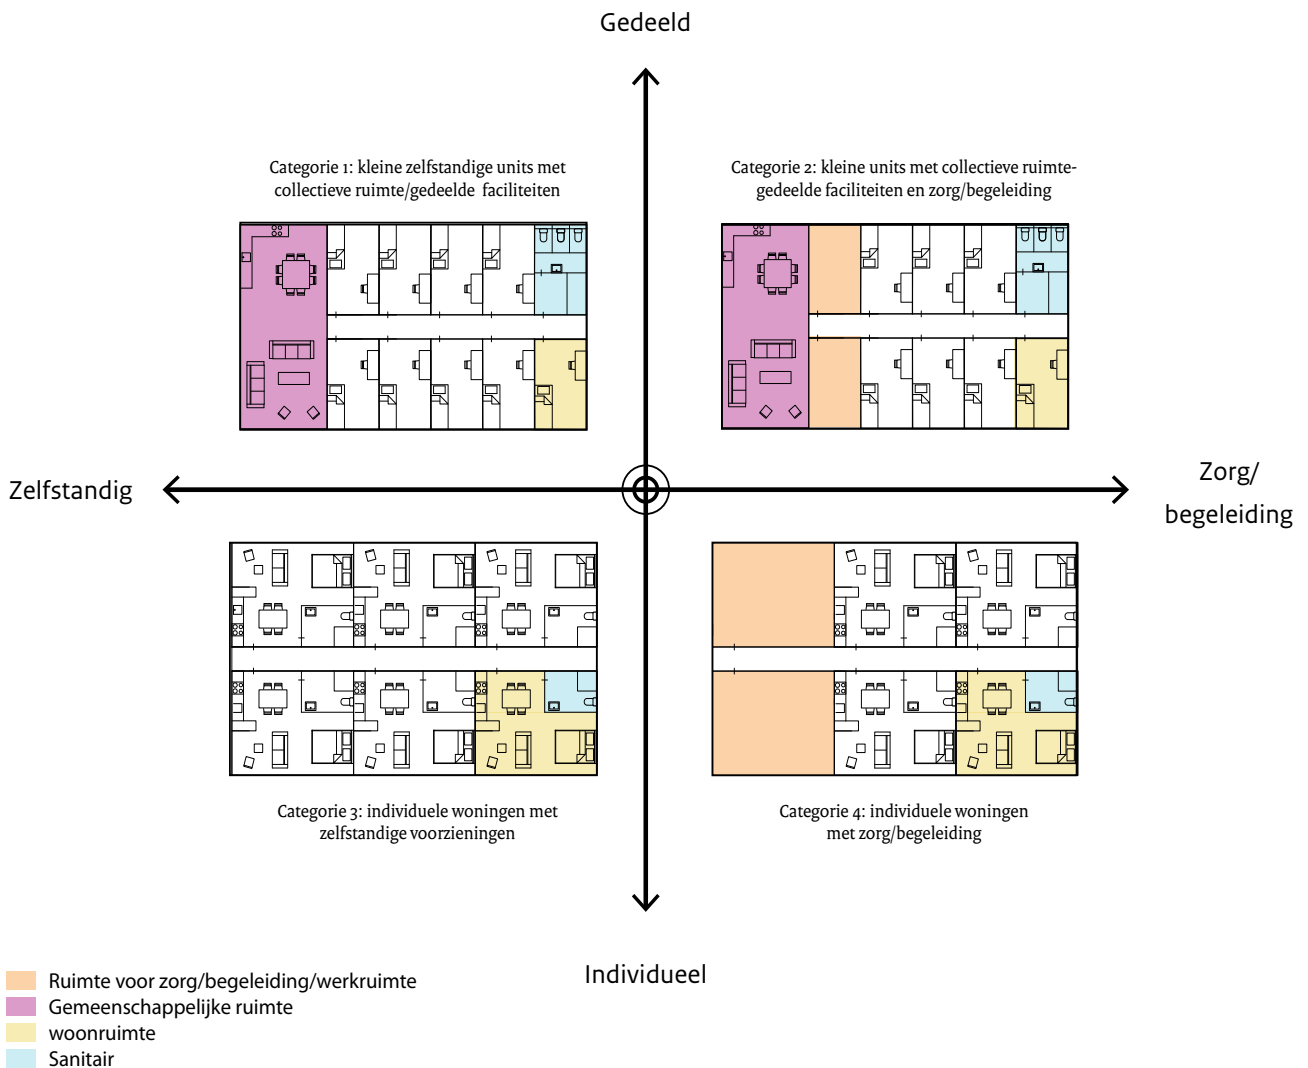 Gedeeld
Categorie 1: kleine zelfstandige units met
collectieve ruimte/gedeelde faciliteiten
Categorie 2: kleine units met collectieve ruimte-
gedeelde faciliteiten en zorg/begeleiding
Zelfstandig
Zorg/
begeleiding
Categorie 3: individuele woningen met
zelfstandige voorzieningen
Categorie 4: individuele woningen
met zorg/begeleiding
Individueel
Ruimte voor zorg/begeleiding/werkruimte
Gemeenschappelijke ruimte
woonruimte
Sanitair